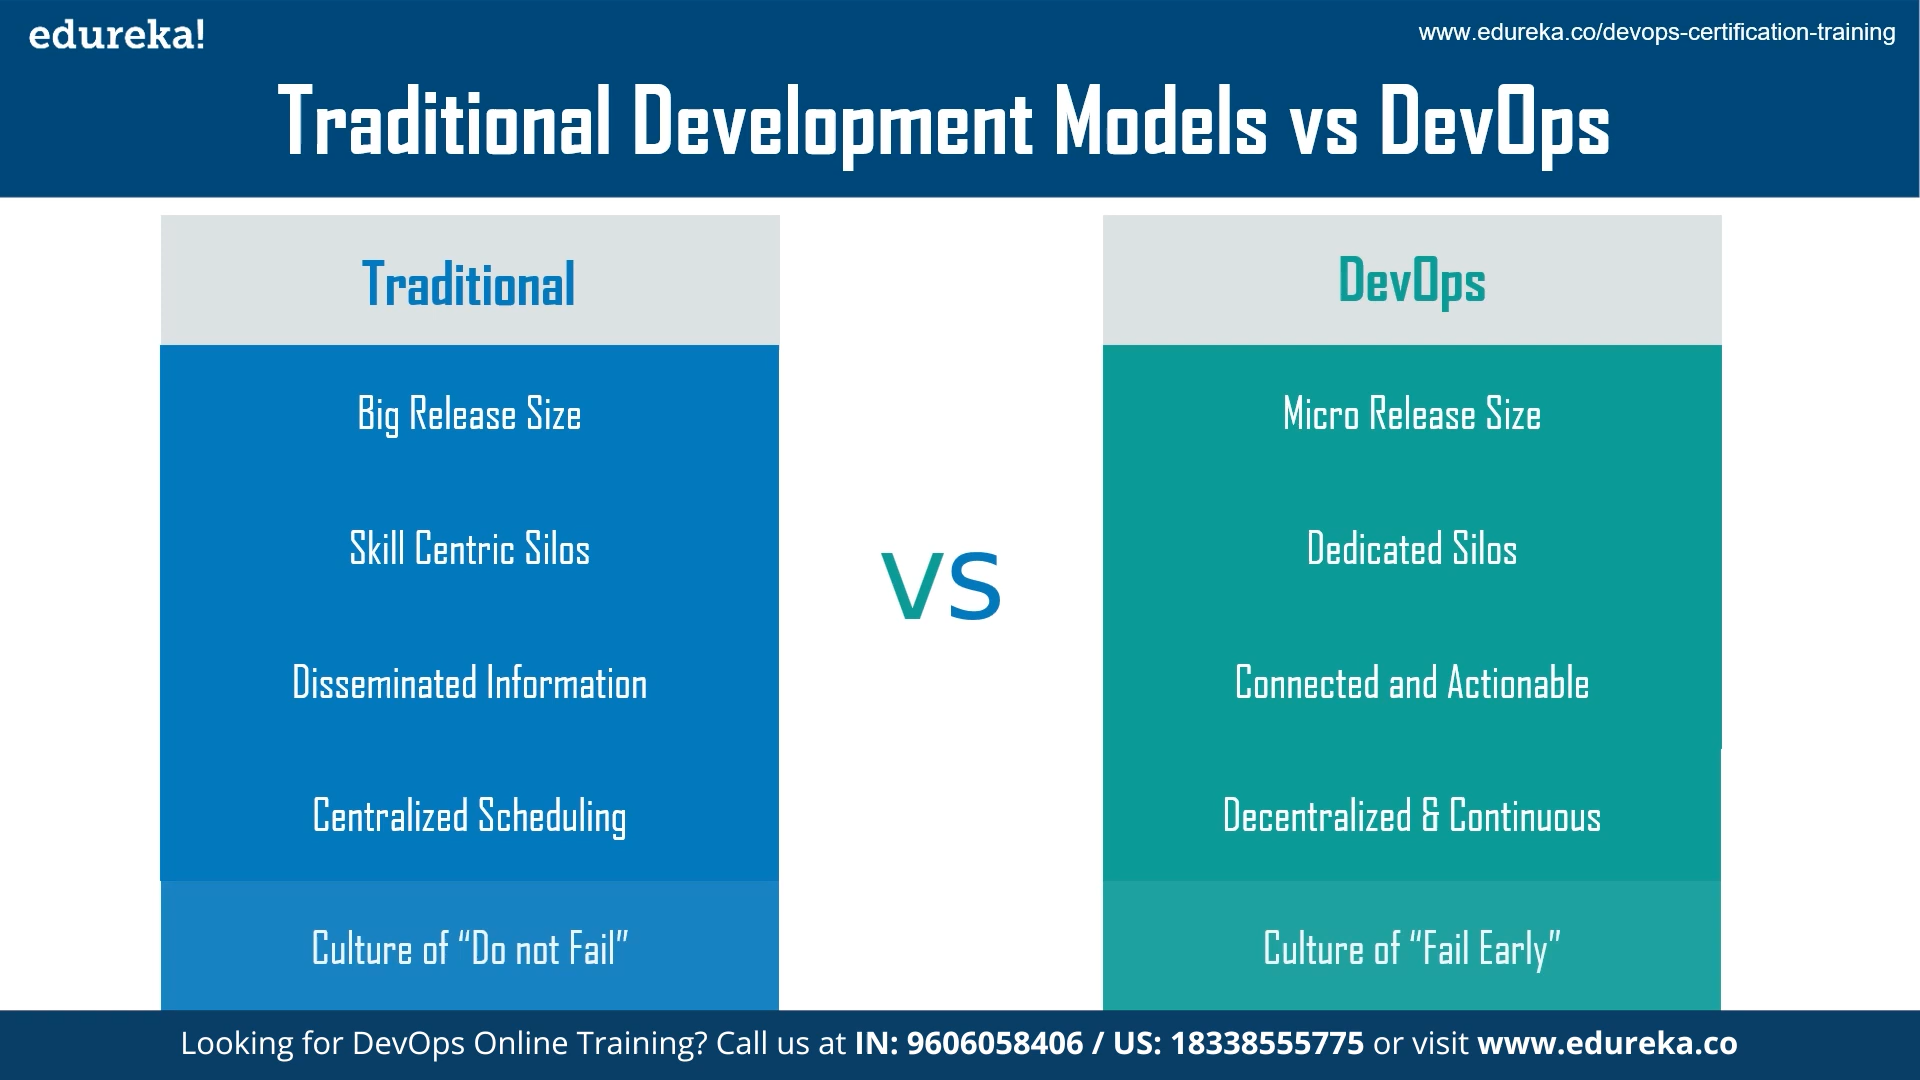 edureka!
www.edureka.co/devops-certification-training
Traditional Development Models vs DevOps
Traditional
Big Release Size
Skill Centric Silos
Disseminated Information
Centralized Scheduling
Culture of “Do not Fail”
vs
DevOps
Micro Release Size
Dedicated Silos
Connected and Actionable
Decentralized & Continuous
Culture of “Fail Early”
Looking for DevOps Online Training? Call us at IN: 9606058406 / US: 18338555775 or visit www.edureka.co